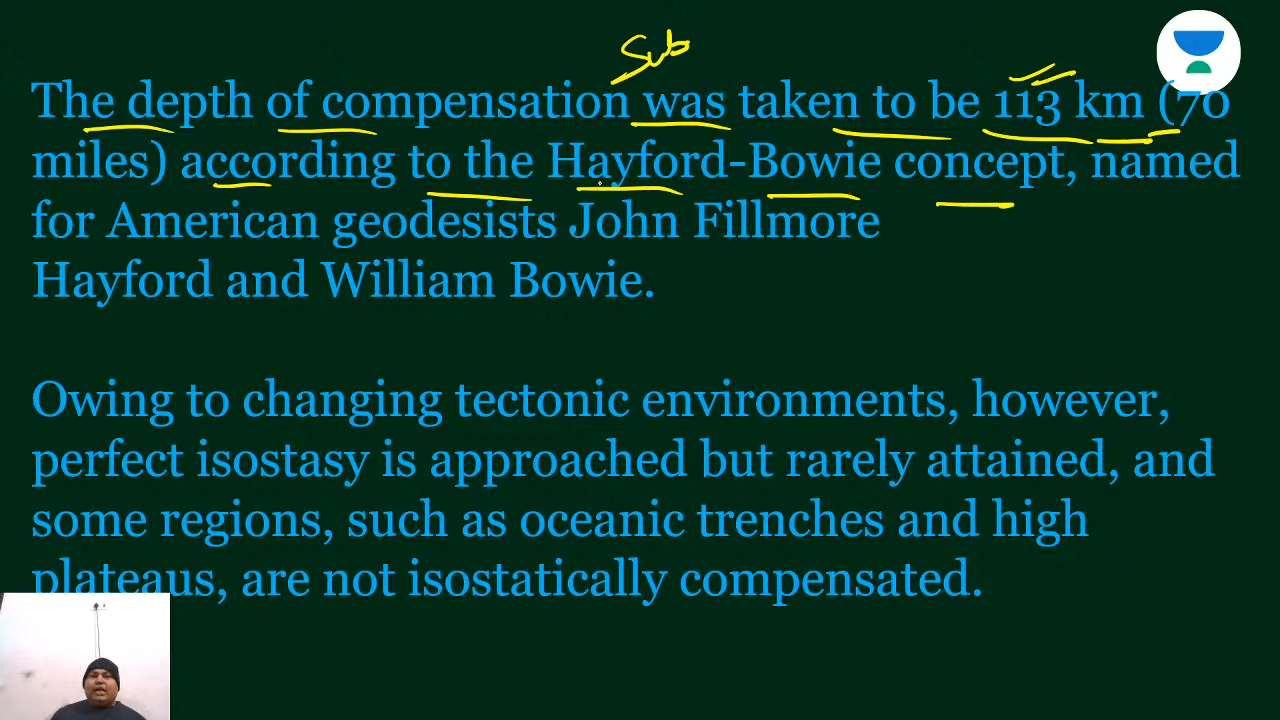 Sub
The depth of compensation was taken to be 113 km (70
miles) according to the Hayford-Bowie concept, named
for American geodesists John Fillmore
Hayford and William Bowie.
Owing to changing tectonic environments, however,
perfect isostasy is approached but rarely attained, and
some regions, such as oceanic trenches and high
plateaus, are not isostatically compensated.